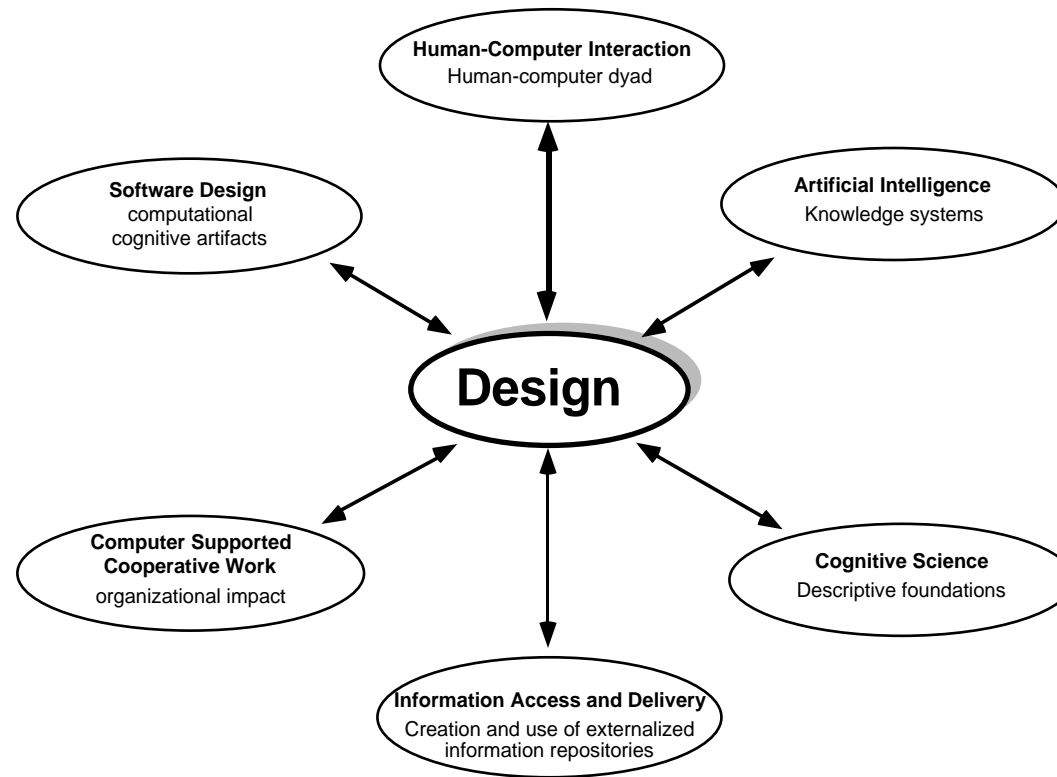 Human-Computer Interaction
Human-computer dyad
Software Design
computational
cognitive artifacts
Artificial Intelligence
Knowledge systems
Design
Computer Supported
Cooperative Work
organizational impact
Cognitive Science
Descriptive foundations
Information Access and Delivery
Creation and use of externalized
information repositories